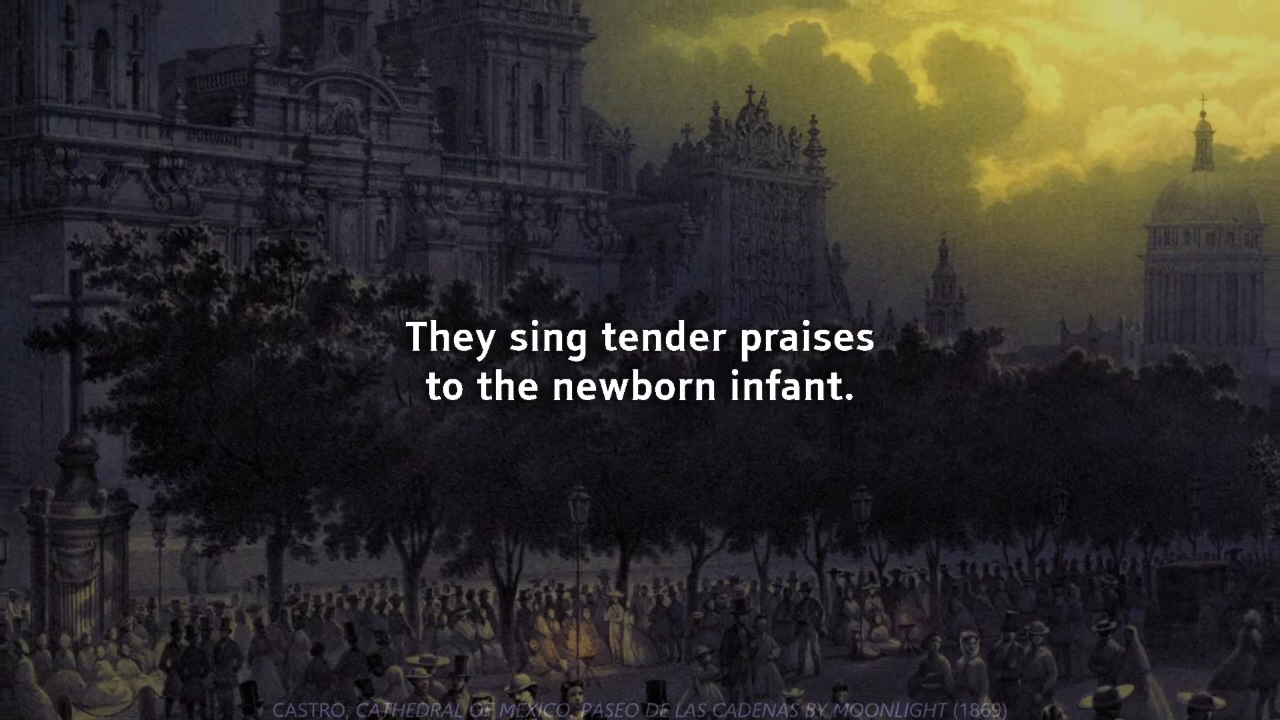 They sing tender praises
to the newborn infant.
CASTRO, CATHEDRAL OF MEXICO. PASEO DE LAS CADENAS BY MOONLIGHT (1869)